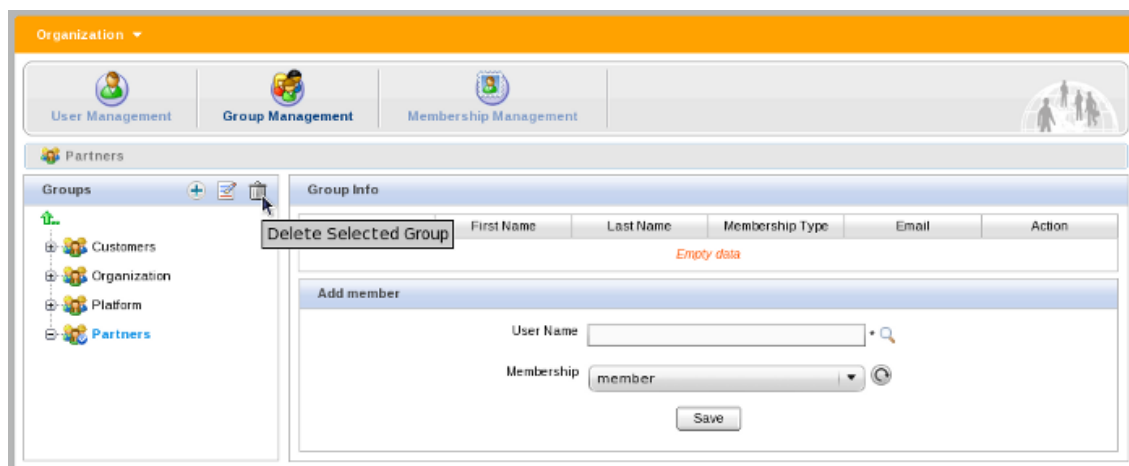 Organization
User Management
Group Management
Membership Management
Partners
Groups
Group Info
Delete Selected Group
First Name
Last Name
Membership Type
Email
Action
Empty data
Customers
Organization
Platform
Partners
Add member
User Name
*
Membership
member
Save